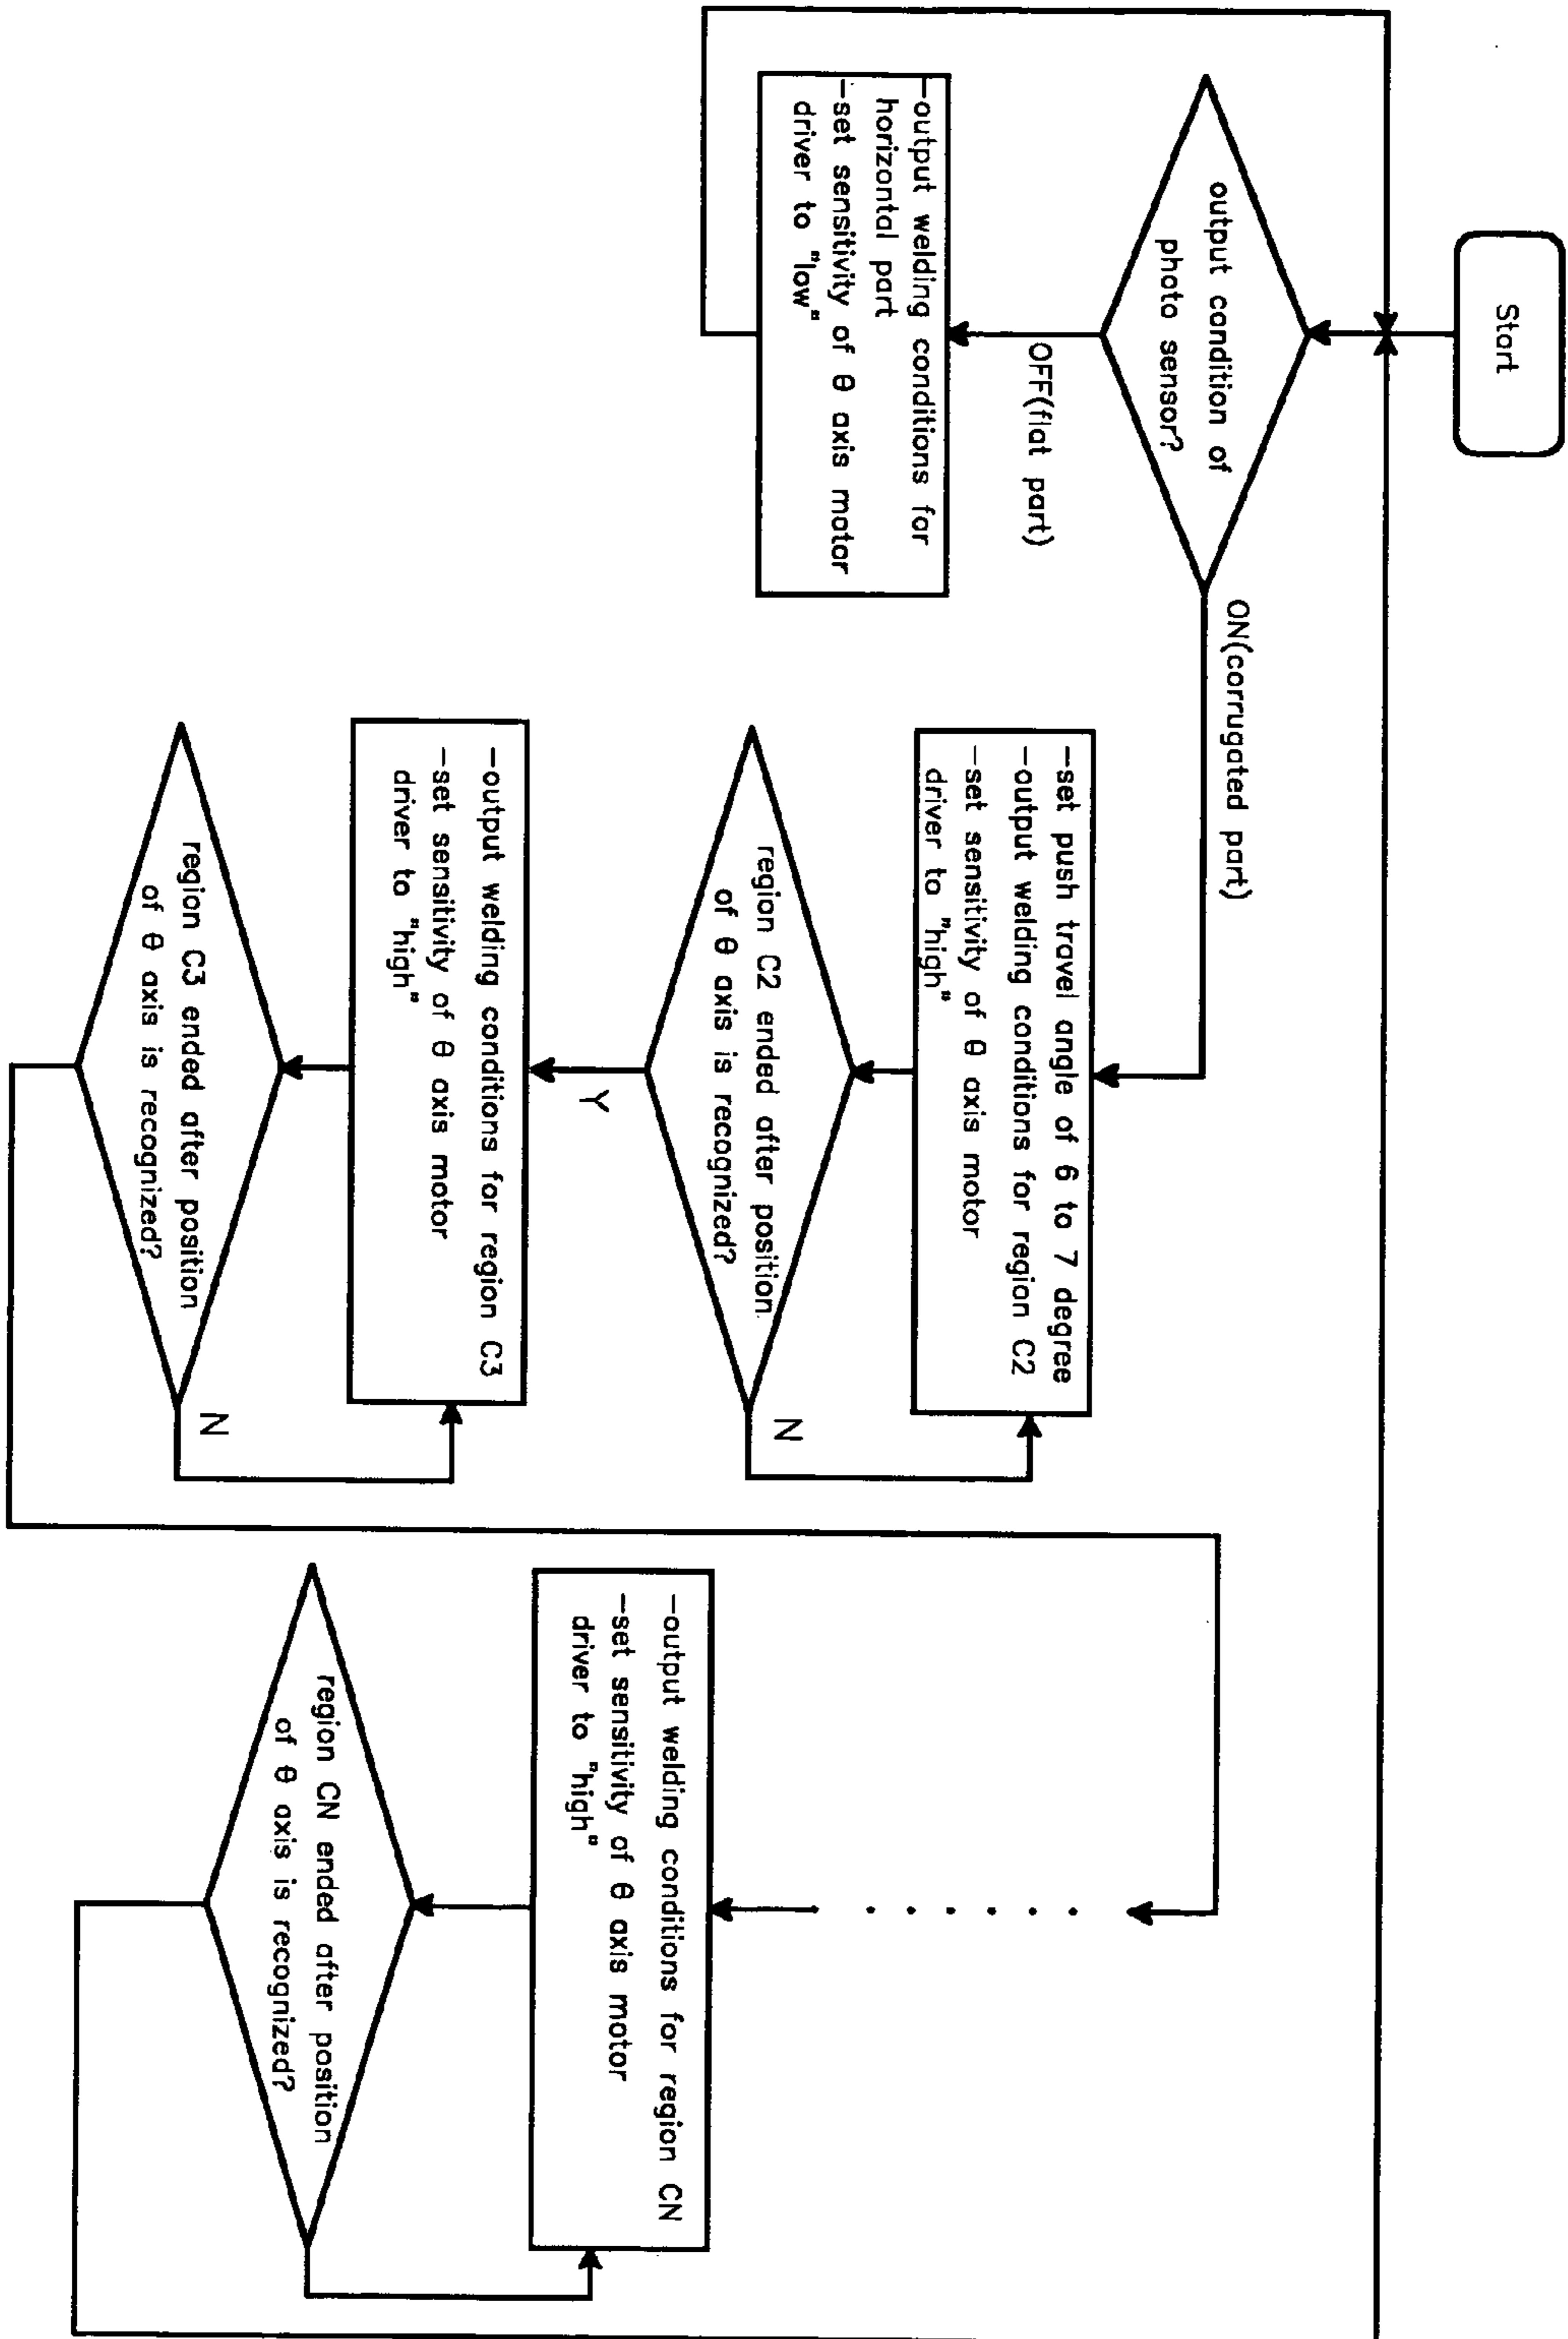 Start
output condition of
photo sensor?
OFF(flat part)
ON(corrugated part)
-output welding conditions for
horizontal part
-set sensitivity of θ axis motor
driver to "low"
-set push travel angle of 6 to 7 degree
-output welding conditions for region C2
-set sensitivity of θ axis motor
driver to "high"
region C2 ended after position
of θ axis is recognized?
N
Y
-output welding conditions for region C3
-set sensitivity of θ axis motor
driver to "high"
region C3 ended after position
of θ axis is recognized?
N
-output welding conditions for region CN
-set sensitivity of θ axis motor
driver to "high"
region CN ended after position
of θ axis is recognized?